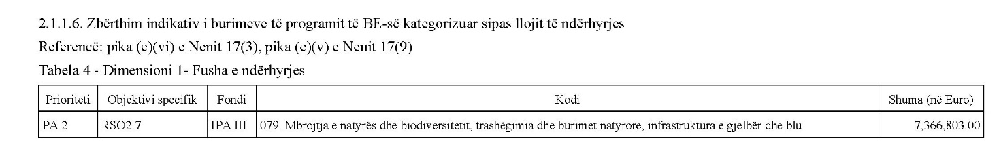 2.1.1.6. Zbërthim indikativ i burimeve të programit të BE-së kategorizuar sipas llojit të ndërhyrjes
Referencë: pika (e)(vi) e Nenit 17(3), pika (c)(v) e Nenit 17(9)
Tabela 4 - Dimensioni 1- Fusha e ndërhyrjes
Prioriteti Objektivi specifik Fondi Kodi Shuma (në Euro)
PA 2 RSO2.7 IPA III 079. Mbrojtja e natyrës dhe biodiversitetit, trashëgimia dhe burimet natyrore, infrastruktura e gjelbër dhe blu 7,366,803.00